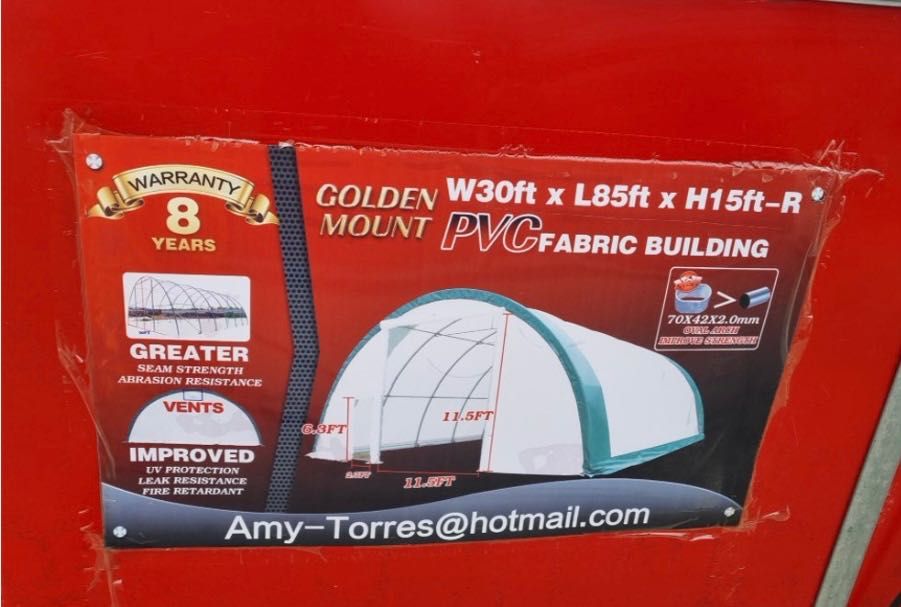 WARRANTY
8
YEARS
GOLDEN
MOUNT
W30ft x L85ft x H15ft-R
PVC FABRIC BUILDING
70X42X2.0mm
OVAL ARCH
IMPROVE STRENGTH
GREATER
SEAM STRENGTH
ABRASION RESISTANCE
VENTS
IMPROVED
UV PROTECTION
LEAK RESISTANCE
FIRE RETARDANT
6.3FT
11.5FT
11.5FT
Amy-Torres@hotmail.com